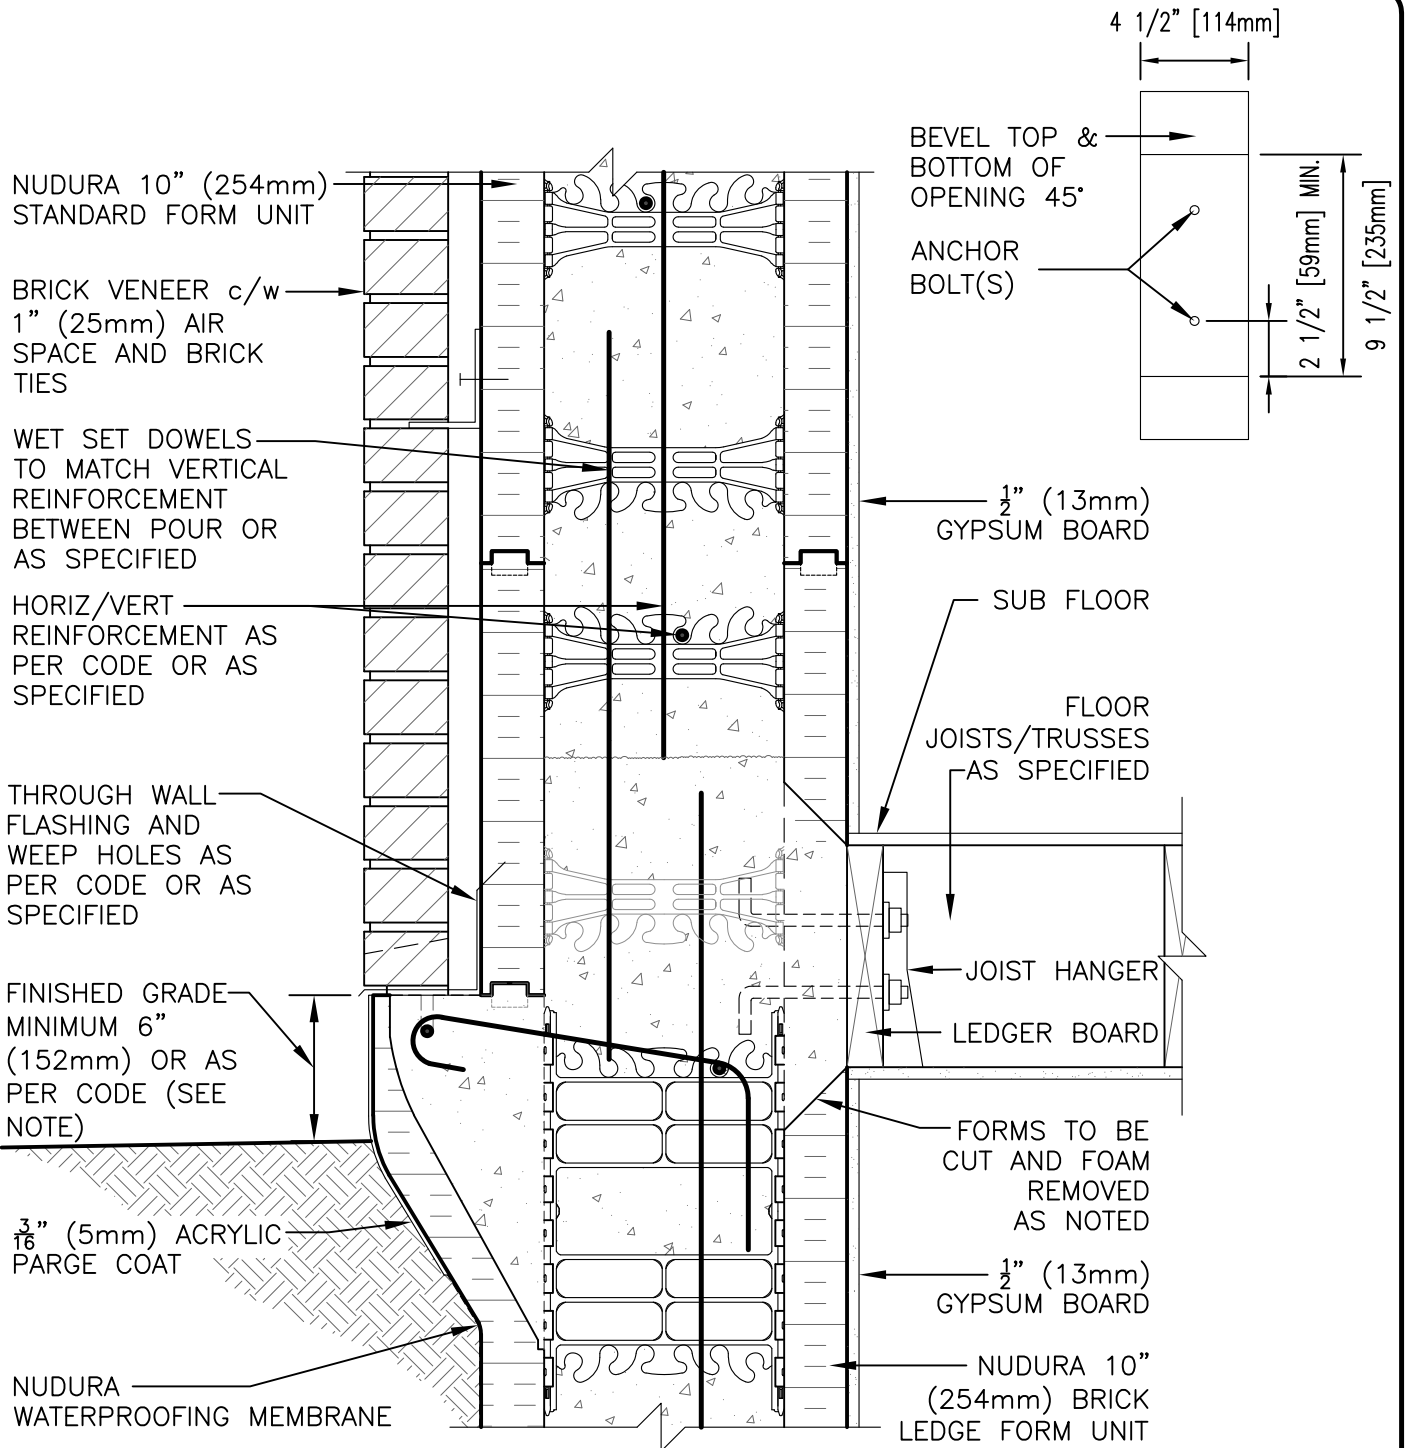 4 1/2” [114mm]
BEVEL TOP &
BOTTOM OF
OPENING 45°
ANCHOR
BOLT(S)
2 1/2” [59mm] MIN.
9 1/2” [235mm]
NUDURA 10” (254mm)
STANDARD FORM UNIT
BRICK VENEER c/w
1” (25mm) AIR
SPACE AND BRICK
TIES
WET SET DOWELS
TO MATCH VERTICAL
REINFORCEMENT
BETWEEN POUR OR
AS SPECIFIED
HORIZ/VERT
REINFORCEMENT AS
PER CODE OR AS
SPECIFIED
THROUGH WALL
FLASHING AND
WEEP HOLES AS
PER CODE OR AS
SPECIFIED
FINISHED GRADE
MINIMUM 6”
(152mm) OR AS
PER CODE (SEE
NOTE)
3/16” (5mm) ACRYLIC
PARGE COAT
NUDURA
WATERPROOFING MEMBRANE
1/2” (13mm)
GYPSUM BOARD
SUB FLOOR
FLOOR
JOISTS/TRUSSES
AS SPECIFIED
JOIST HANGER
LEDGER BOARD
FORMS TO BE
CUT AND FOAM
REMOVED
AS NOTED
1/2” (13mm)
GYPSUM BOARD
NUDURA 10”
(254mm) BRICK
LEDGE FORM UNIT